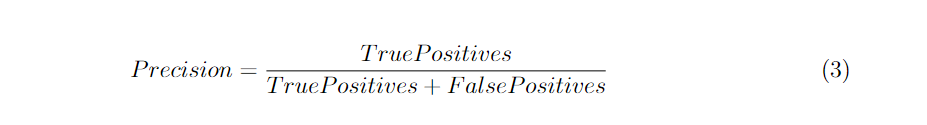 Precision = TruePositives / TruePositives + FalsePositives (3)